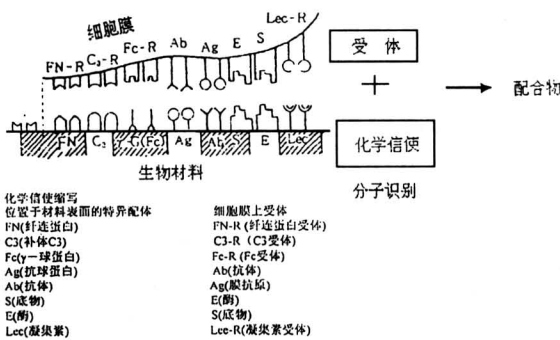 细胞膜
FN-R C₃-R Fc-R Ab Ag E S Lec-R
受体
+
配合物
化学信使
FN C₃ γ-G(Fc) Ag Ab S E Lec
生物材料
分子识别
化学信使缩写
位置于材料表面的特异配体 细胞膜上受体
FN(纤连蛋白) FN-R(纤连蛋白受体)
C3(补体C3) C3-R（C3受体）
Fc(γ一球蛋白) Fc-R (Fc受体)
Ag(抗球蛋白) Ab(抗体)
Ab(抗体) Ag(膜抗原)
S(底物) E(酶)
E(酶) S(底物)
Lec(凝集素) Lec-R(凝集素受体)